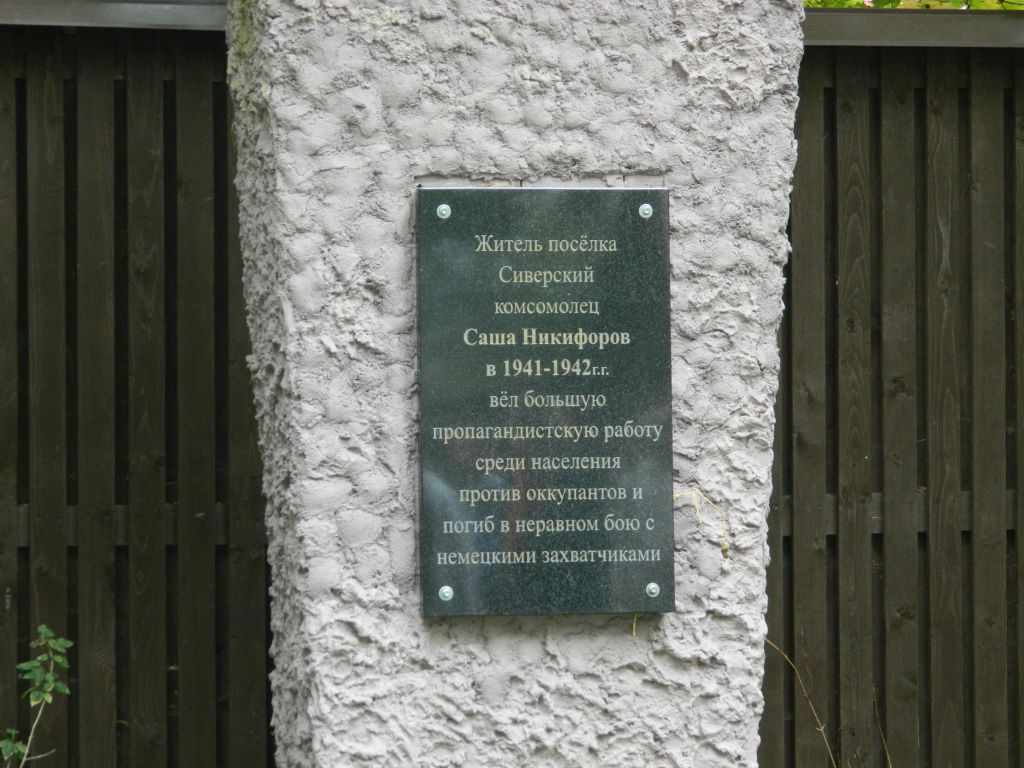 Житель посёлка
Сиверский
комсомолец
Саша Никифоров
в 1941-1942г.г.
вёл большую
пропагандистскую работу
среди населения
против оккупантов и
погиб в неравном бою с
немецкими захватчиками